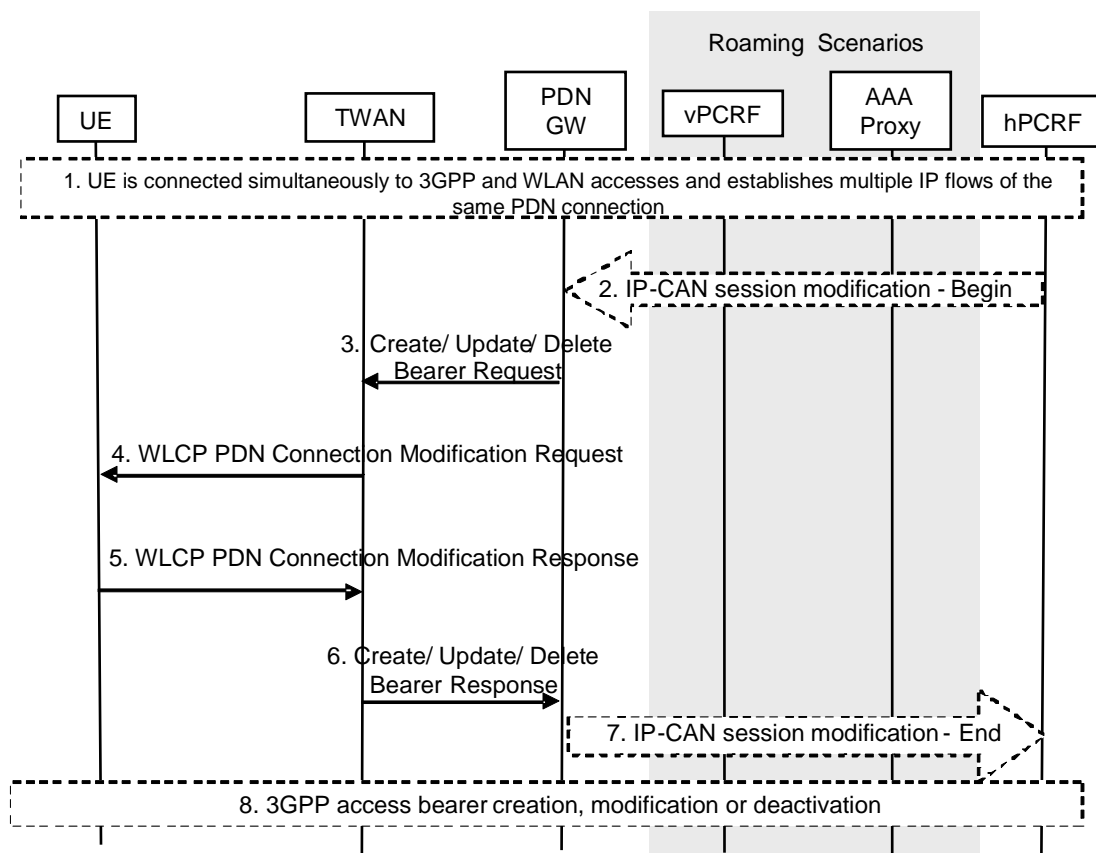 Roaming Scenarios
UE
TWAN
PDN
GW
vPCRF
AAA
Proxy
hPCRF
1. UE is connected simultaneously to 3GPP and WLAN accesses and establishes multiple IP flows of the
same PDN connection
2. IP-CAN session modification - Begin
3. Create/ Update/ Delete
Bearer Request
4. WLCP PDN Connection Modification Request
5. WLCP PDN Connection Modification Response
6. Create/ Update/ Delete
Bearer Response
7. IP-CAN session modification - End
8. 3GPP access bearer creation, modification or deactivation